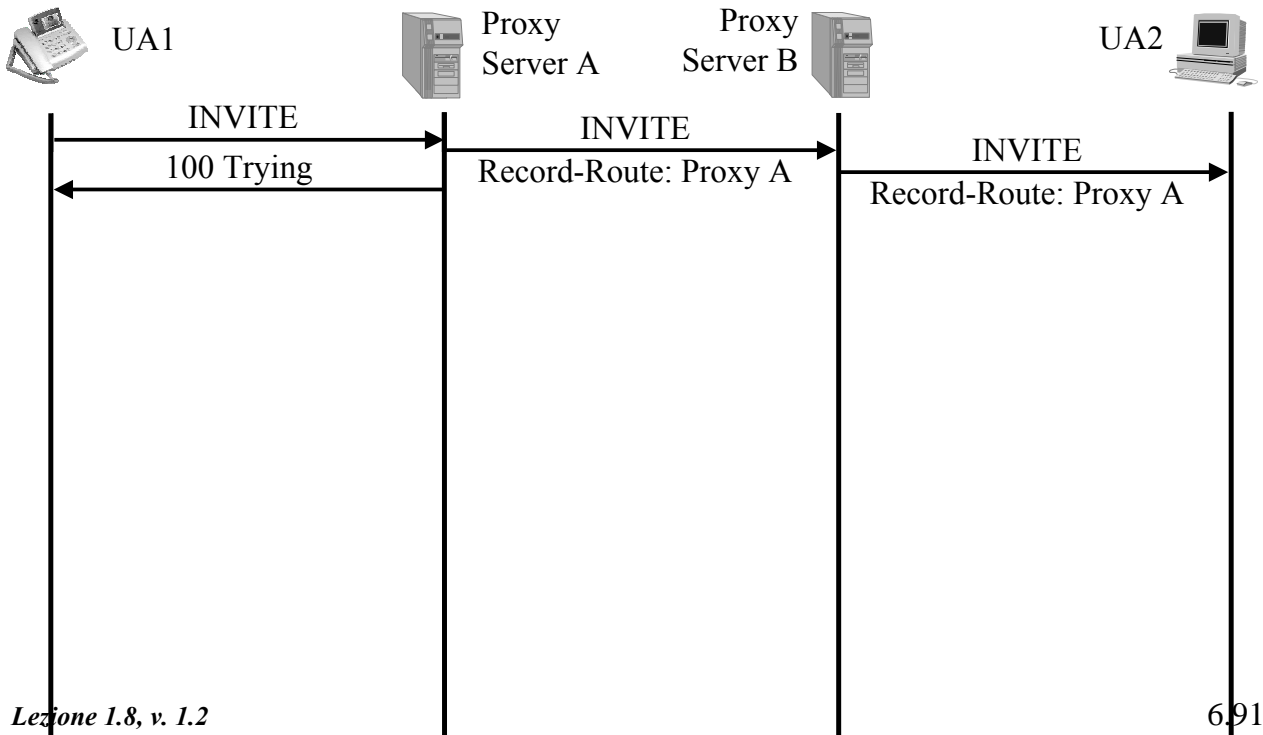 UA1
Proxy
Server A
Proxy
Server B
UA2
INVITE
100 Trying
INVITE
Record-Route: Proxy A
INVITE
Record-Route: Proxy A
Lezione 1.8, v. 1.2
6.91